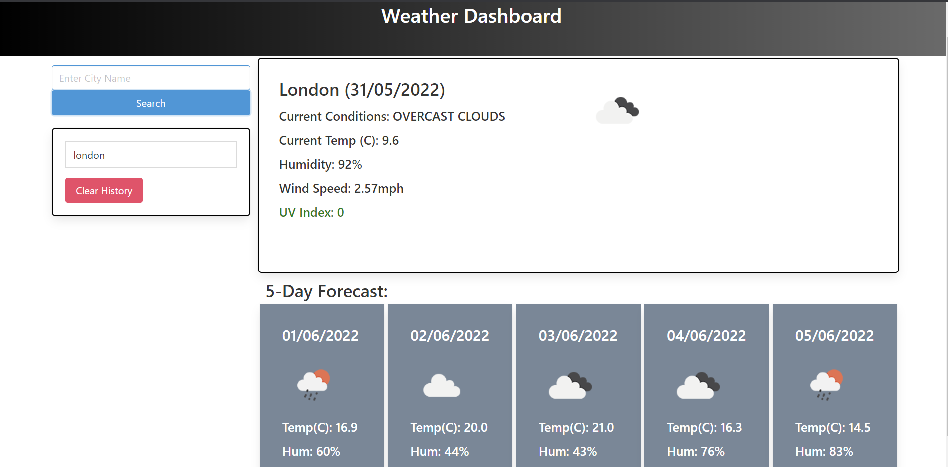 Weather Dashboard
Enter City Name
Search
london
Clear History
London (31/05/2022)
Current Conditions: OVERCAST CLOUDS
Current Temp (C): 9.6
Humidity: 92%
Wind Speed: 2.57mph
UV Index: 0
5-Day Forecast:
01/06/2022
Temp(C): 16.9
Hum: 60%
02/06/2022
Temp(C): 20.0
Hum: 44%
03/06/2022
Temp(C): 21.0
Hum: 43%
04/06/2022
Temp(C): 16.3
Hum: 76%
05/06/2022
Temp(C): 14.5
Hum: 83%